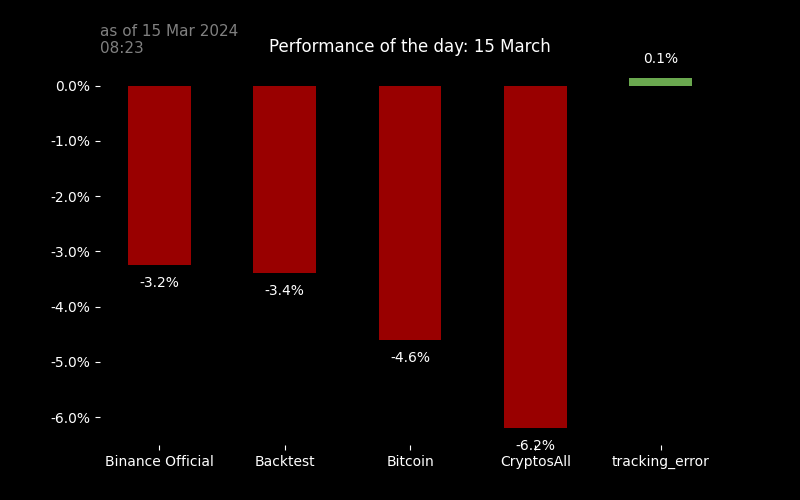 as of 15 Mar 2024
08:23
Performance of the day: 15 March
0.1%
0.0%
-1.0%
-2.0%
-3.0%
-4.0%
-5.0%
-6.0%
-3.2%
-3.4%
-4.6%
-6.2%
Binance Official
Backtest
Bitcoin
CryptosAll
tracking_error